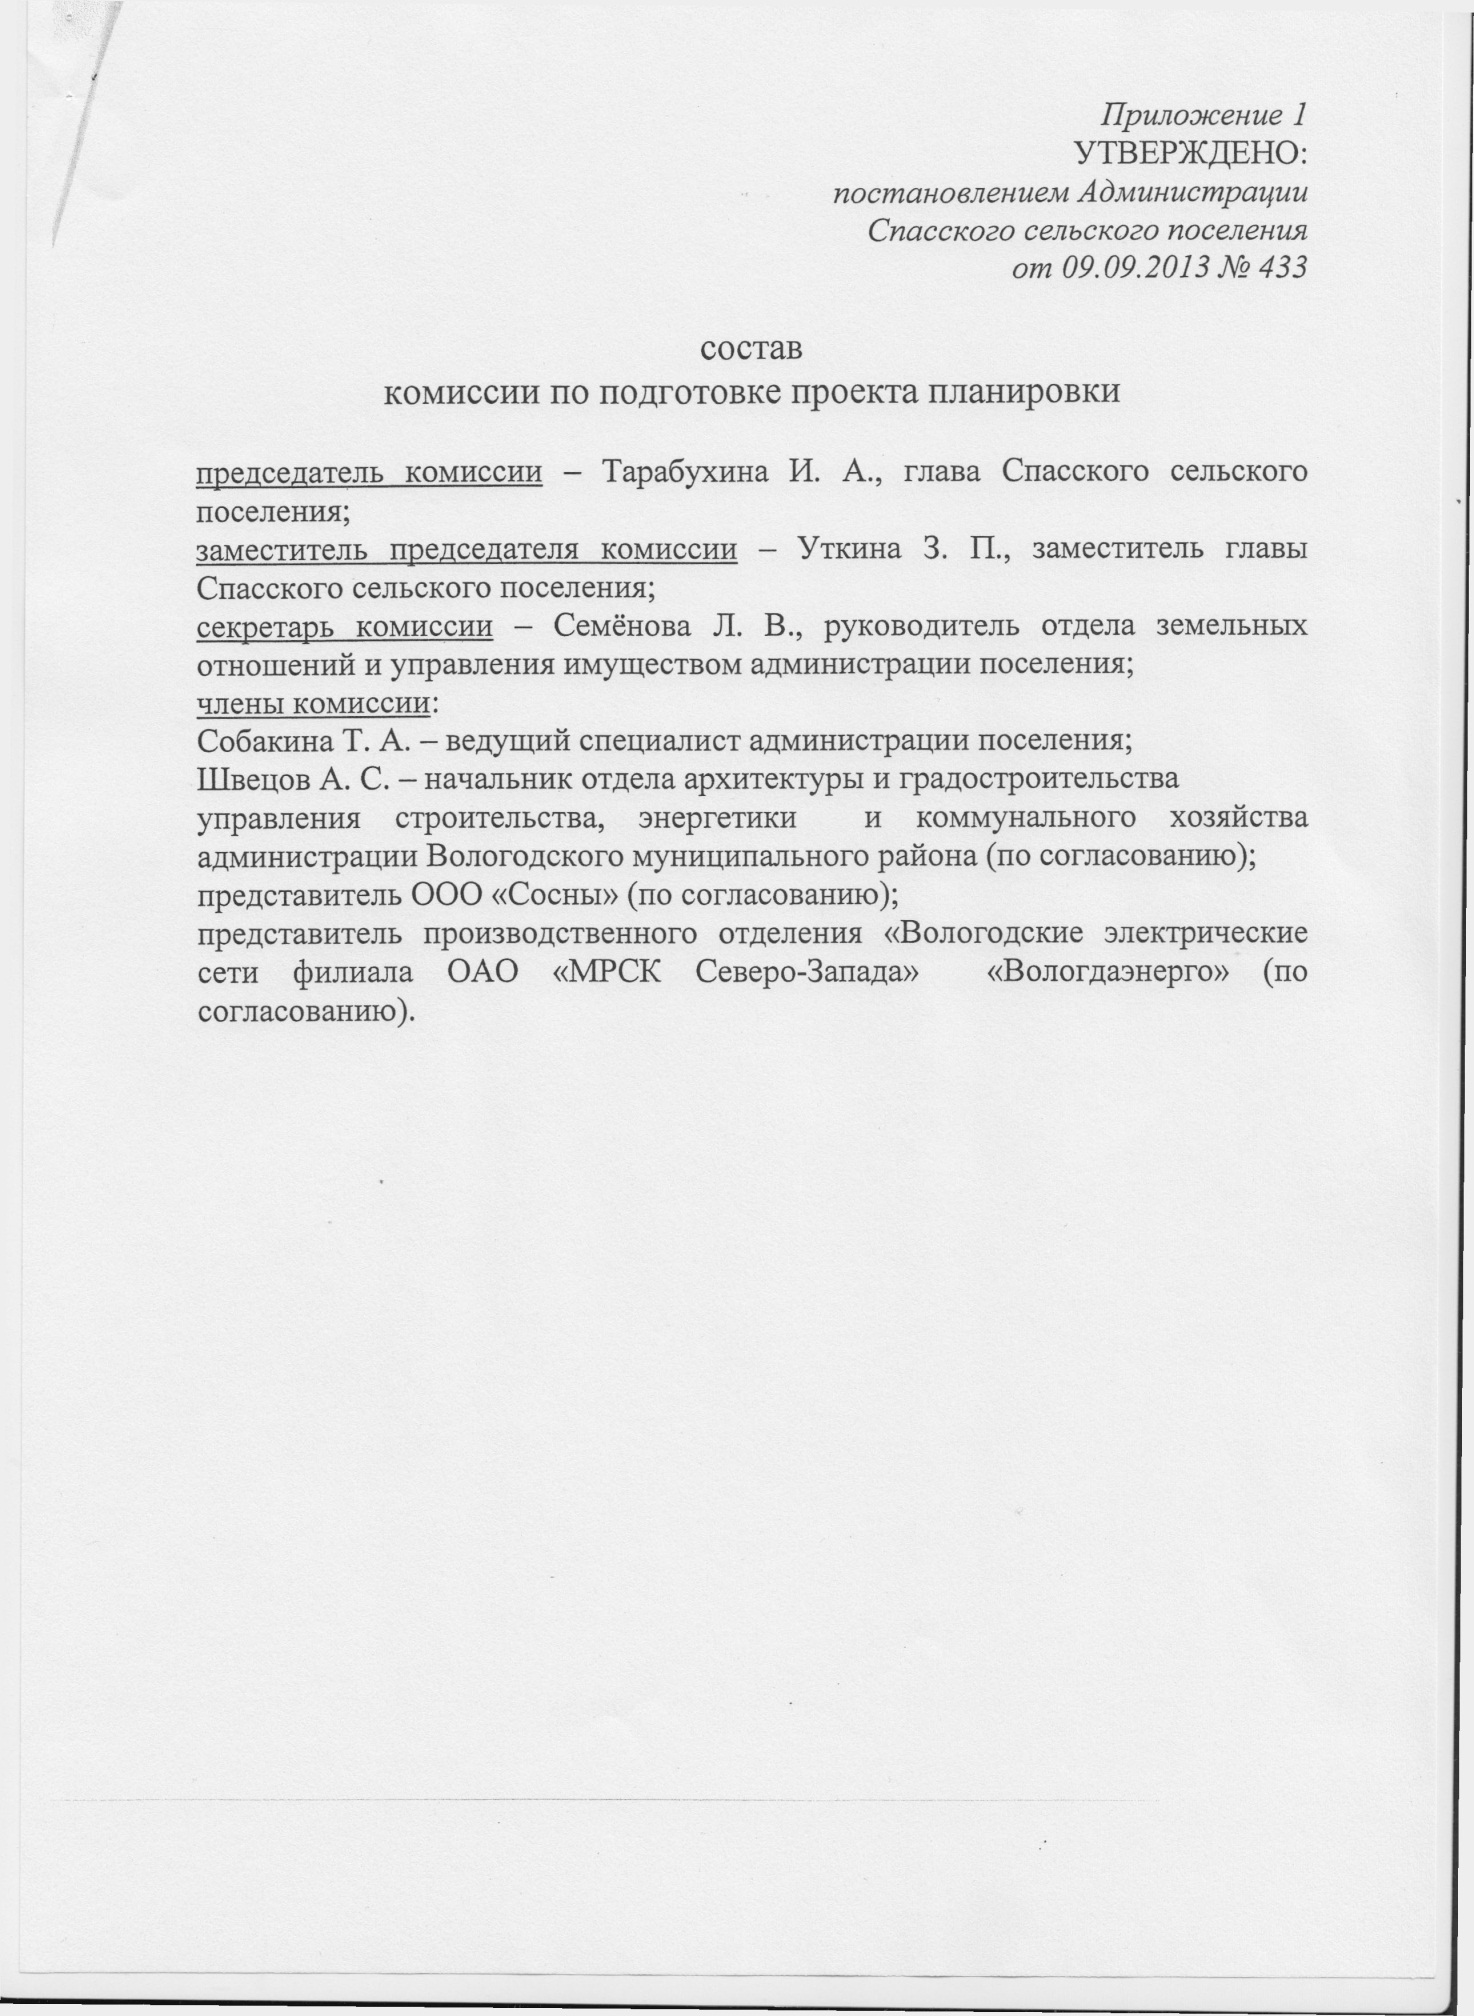 Приложение 1
УТВЕРЖДЕНО:
постановлением Администрации
Спасского сельского поселения
от 09.09.2013 № 433
состав
комиссии по подготовке проекта планировки
председатель комиссии – Тарабухина И. А., глава Спасского сельского
поселения;
заместитель председателя комиссии – Уткина З. П., заместитель главы
Спасского сельского поселения;
секретарь комиссии – Семёнова Л. В., руководитель отдела земельных
отношений и управления имуществом администрации поселения;
члены комиссии:
Собакина Т. А. – ведущий специалист администрации поселения;
Швецов А. С. – начальник отдела архитектуры и градостроительства
управления строительства, энергетики и коммунального хозяйства
администрации Вологодского муниципального района (по согласованию);
представитель ООО «Сосны» (по согласованию);
представитель производственного отделения «Вологодские электрические
сети филиала ОАО «МРСК Северо-Запада» «Вологдаэнерго» (по
согласованию).